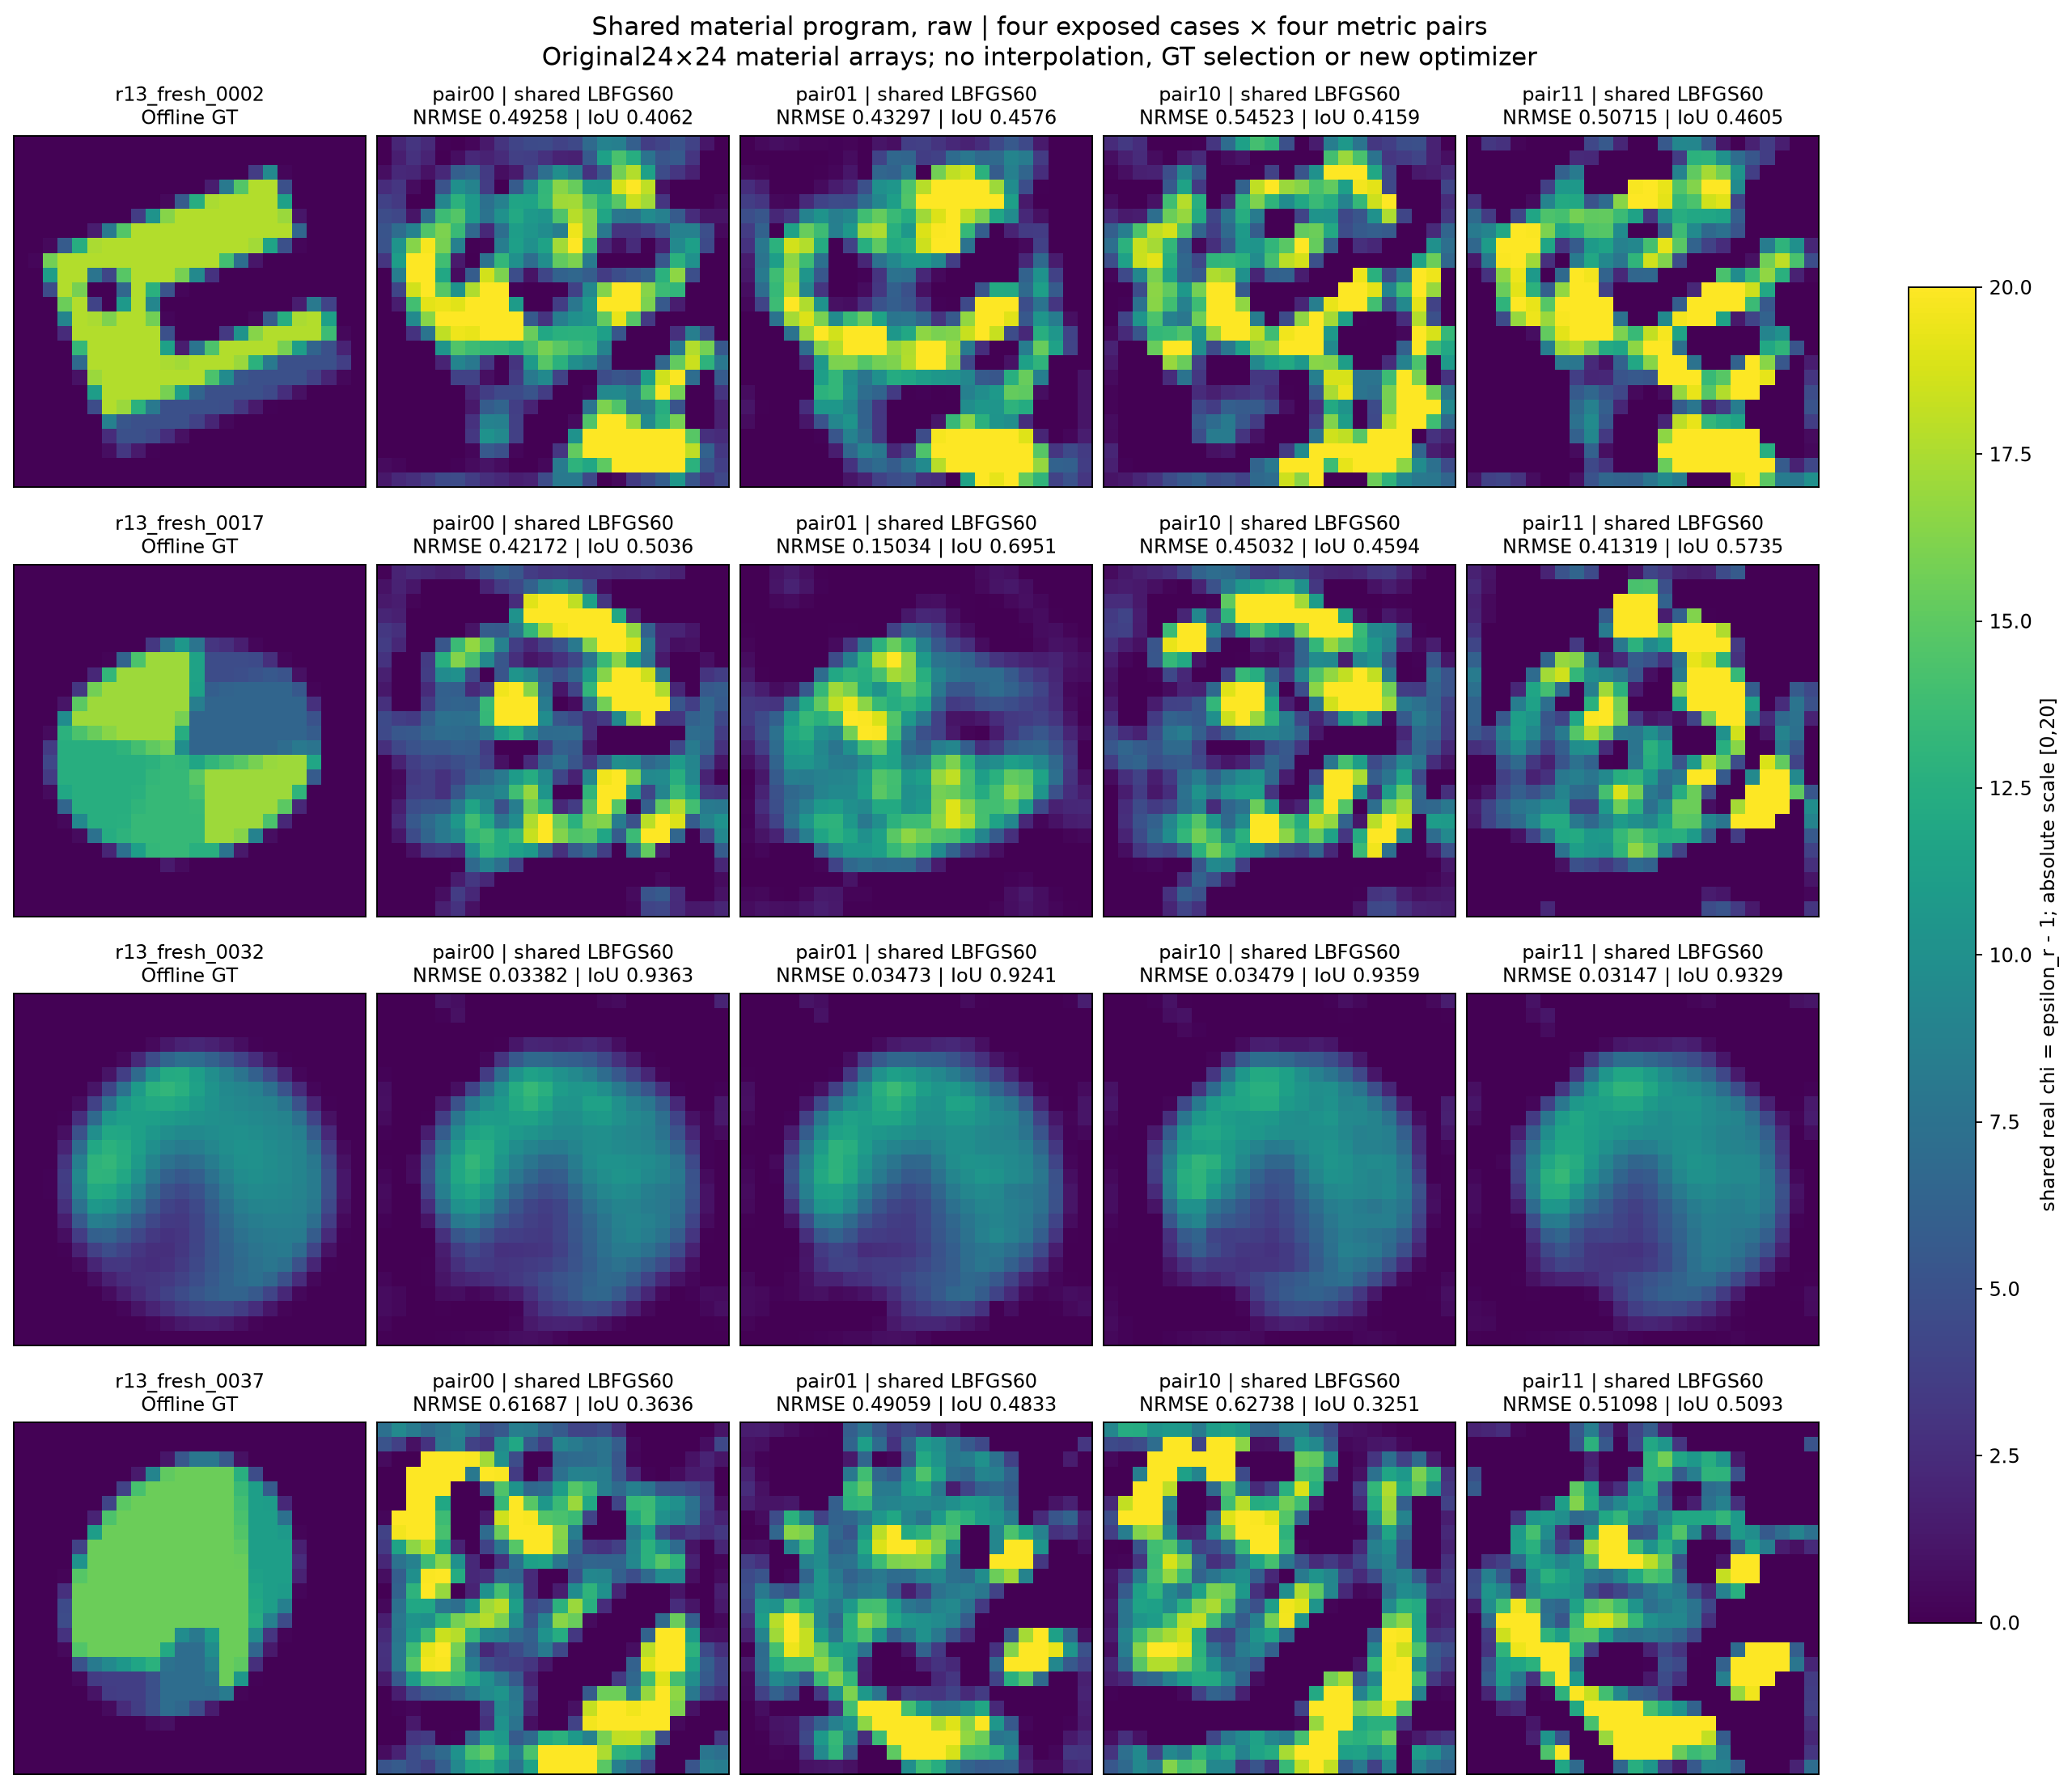 Shared material program, raw | four exposed cases × four metric pairs
Original24×24 material arrays; no interpolation, GT selection or new optimizer
r13_fresh_0002
Offline GT
pair00 | shared LBFGS60
NRMSE 0.49258 | IoU 0.4062
pair01 | shared LBFGS60
NRMSE 0.43297 | IoU 0.4576
pair10 | shared LBFGS60
NRMSE 0.54523 | IoU 0.4159
pair11 | shared LBFGS60
NRMSE 0.50715 | IoU 0.4605
r13_fresh_0017
Offline GT
pair00 | shared LBFGS60
NRMSE 0.42172 | IoU 0.5036
pair01 | shared LBFGS60
NRMSE 0.15034 | IoU 0.6951
pair10 | shared LBFGS60
NRMSE 0.45032 | IoU 0.4594
pair11 | shared LBFGS60
NRMSE 0.41319 | IoU 0.5735
r13_fresh_0032
Offline GT
pair00 | shared LBFGS60
NRMSE 0.03382 | IoU 0.9363
pair01 | shared LBFGS60
NRMSE 0.03473 | IoU 0.9241
pair10 | shared LBFGS60
NRMSE 0.03479 | IoU 0.9359
pair11 | shared LBFGS60
NRMSE 0.03147 | IoU 0.9329
r13_fresh_0037
Offline GT
pair00 | shared LBFGS60
NRMSE 0.61687 | IoU 0.3636
pair01 | shared LBFGS60
NRMSE 0.49059 | IoU 0.4833
pair10 | shared LBFGS60
NRMSE 0.62738 | IoU 0.3251
pair11 | shared LBFGS60
NRMSE 0.51098 | IoU 0.5093
20.0
17.5
15.0
12.5
10.0
7.5
5.0
2.5
0.0
shared real chi = epsilon_r - 1; absolute scale [0,20]